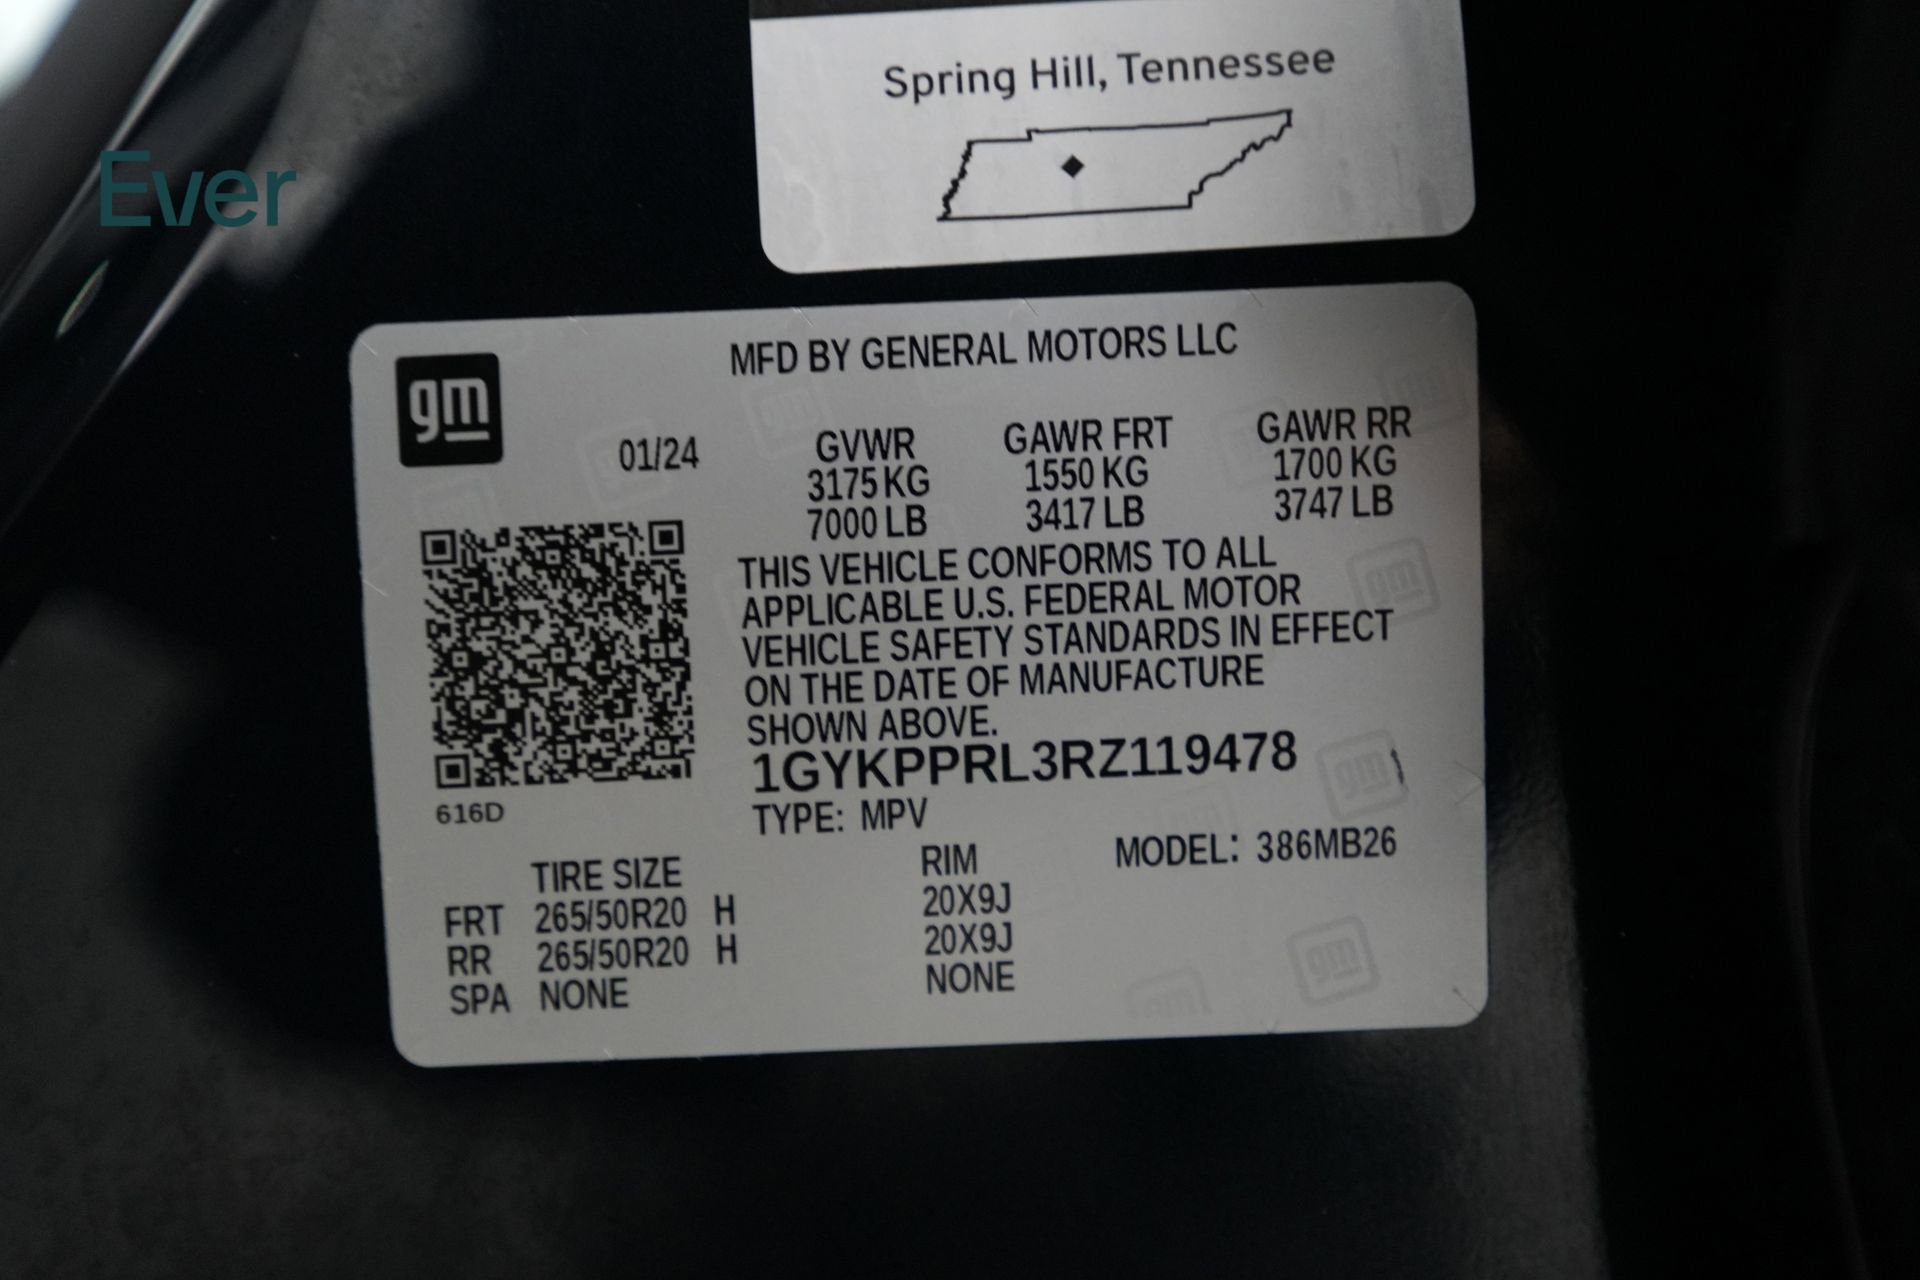 Spring Hill, Tennessee
Ever
gm
MFD BY GENERAL MOTORS LLC
01/24
GVWR GAWR FRT GAWR RR
3175 KG 1550 KG 1700 KG
7000 LB 3417 LB 3747 LB
THIS VEHICLE CONFORMS TO ALL
APPLICABLE U.S. FEDERAL MOTOR
VEHICLE SAFETY STANDARDS IN EFFECT
ON THE DATE OF MANUFACTURE
SHOWN ABOVE.
1GYKPPRL3RZ119478
616D
TYPE: MPV
MODEL: 386MB26
TIRE SIZE RIM
FRT 265/50R20 H 20X9J
RR 265/50R20 H 20X9J
SPA NONE NONE